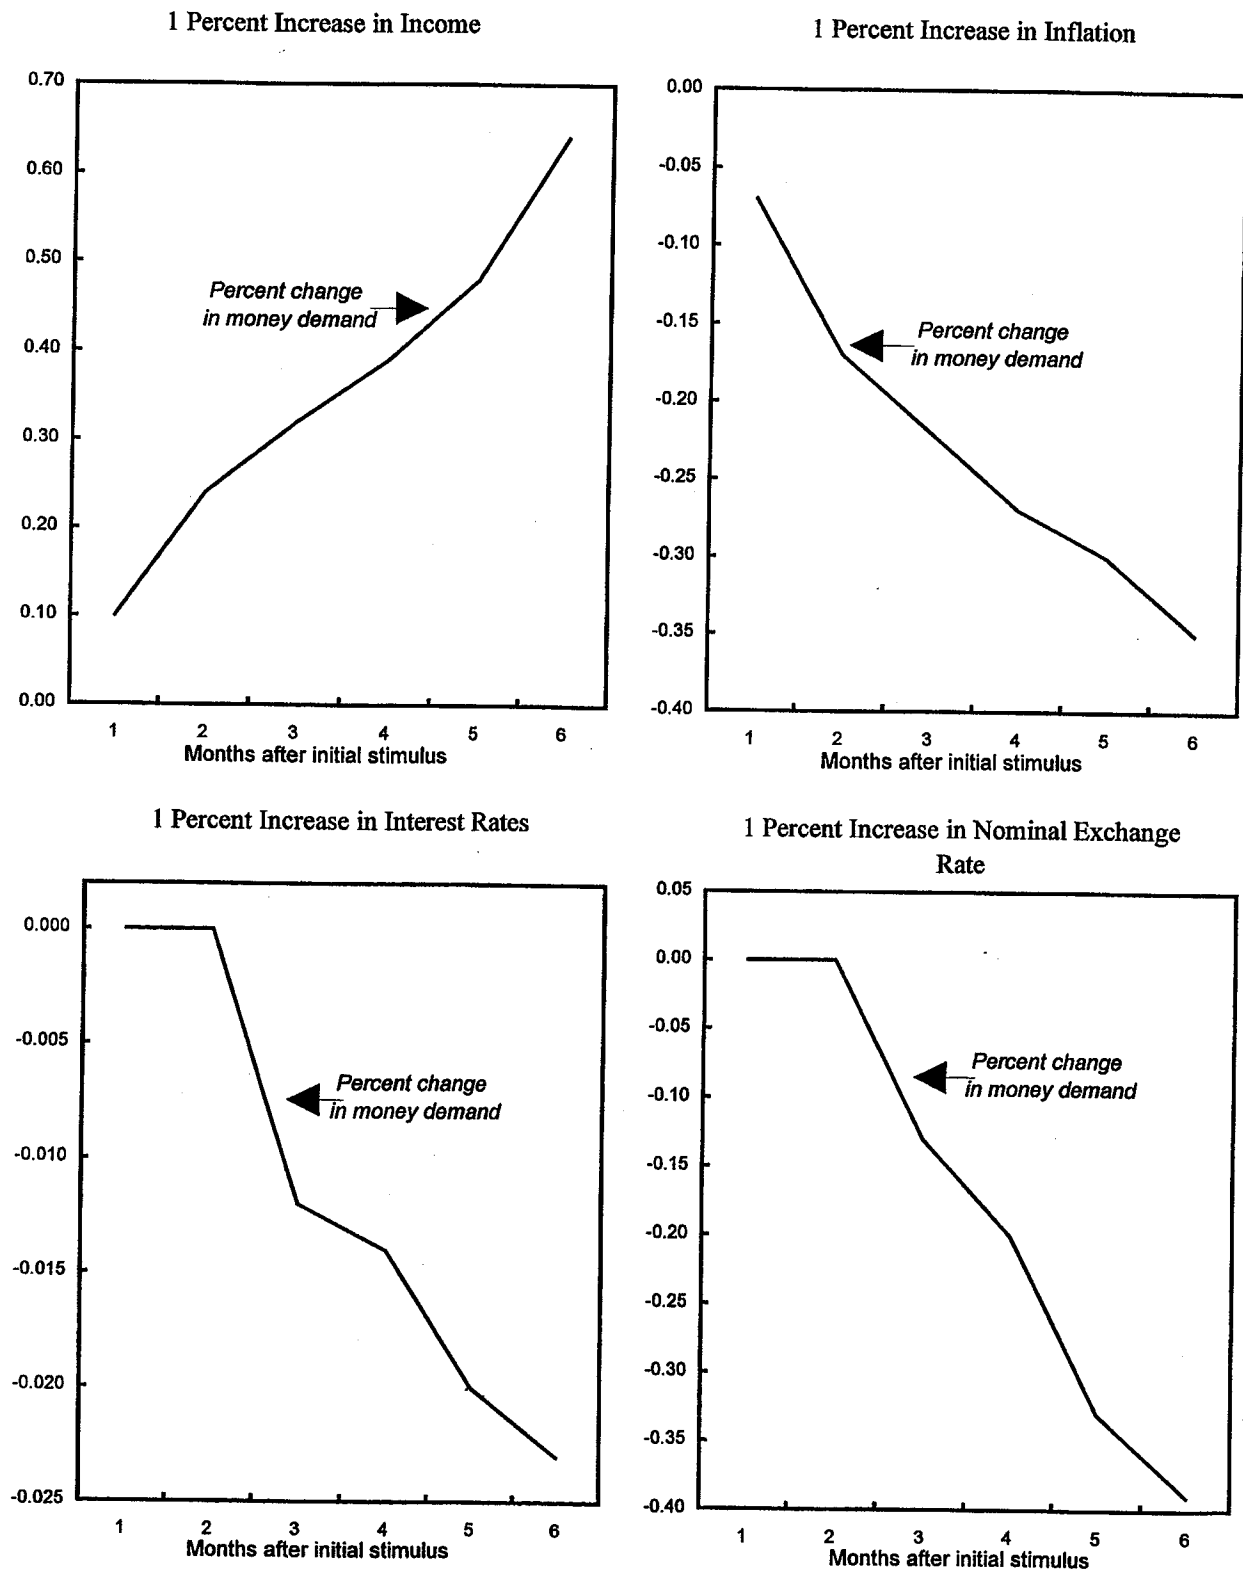 1 Percent Increase in Income
0.70
0.60
0.50
0.40
0.30
0.20
0.10
0.00
Percent change
in money demand
1 2 3 4 5 6
Months after initial stimulus
1 Percent Increase in Inflation
0.00
-0.05
-0.10
-0.15
-0.20
-0.25
-0.30
-0.35
-0.40
Percent change
in money demand
1 2 3 4 5 6
Months after initial stimulus
1 Percent Increase in Interest Rates
0.000
-0.005
-0.010
-0.015
-0.020
-0.025
Percent change
in money demand
1 2 3 4 5 6
Months after initial stimulus
1 Percent Increase in Nominal Exchange
Rate
0.05
0.00
-0.05
-0.10
-0.15
-0.20
-0.25
-0.30
-0.35
-0.40
Percent change
in money demand
1 2 3 4 5 6
Months after initial stimulus